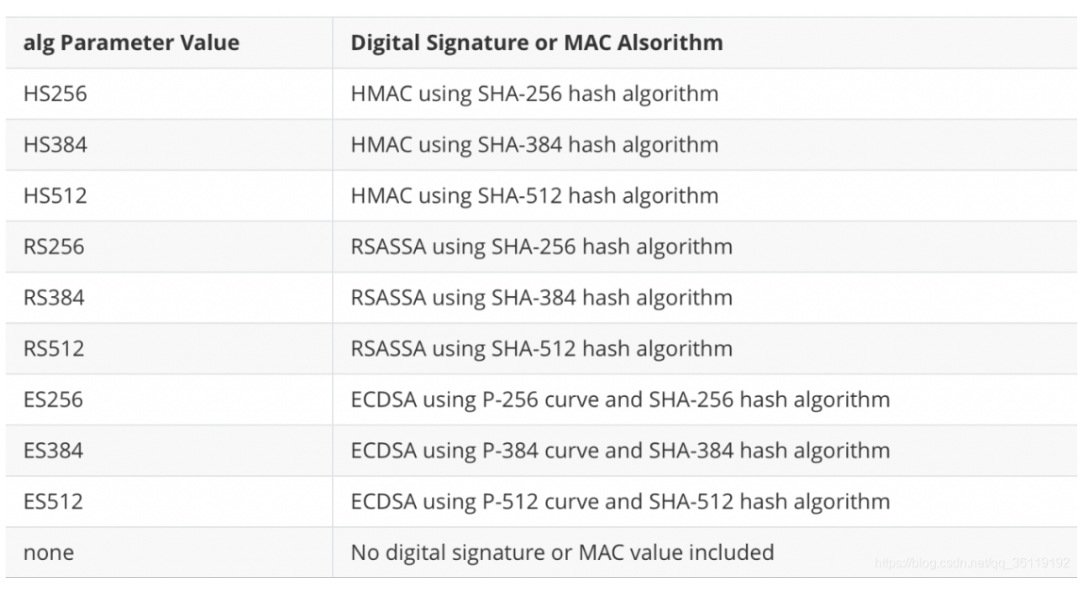 alg Parameter Value Digital Signature or MAC Alsorithm
HS256 HMAC using SHA-256 hash algorithm
HS384 HMAC using SHA-384 hash algorithm
HS512 HMAC using SHA-512 hash algorithm
RS256 RSASSA using SHA-256 hash algorithm
RS384 RSASSA using SHA-384 hash algorithm
RS512 RSASSA using SHA-512 hash algorithm
ES256 ECDSA using P-256 curve and SHA-256 hash algorithm
ES384 ECDSA using P-384 curve and SHA-384 hash algorithm
ES512 ECDSA using P-512 curve and SHA-512 hash algorithm
none No digital signature or MAC value included
https://blog.csdn.net/qq_36119192